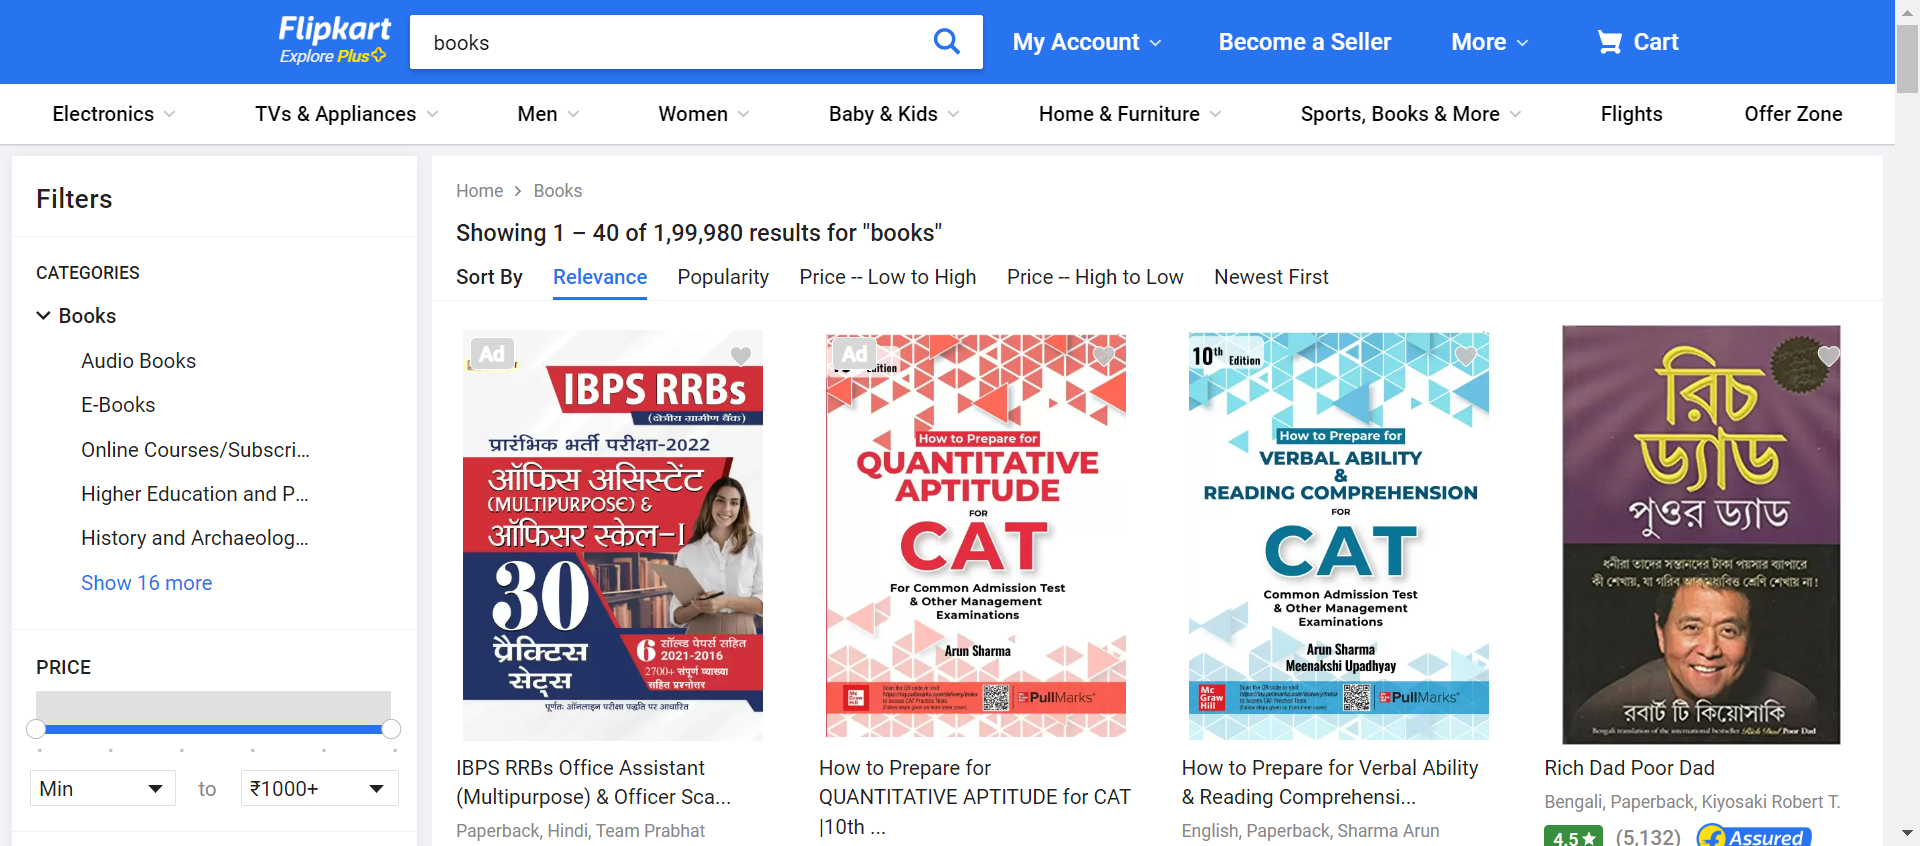 Flipkart
Explore Plus
books
My Account
Become a Seller
More
Cart
Electronics
TVs & Appliances
Men
Women
Baby & Kids
Home & Furniture
Sports, Books & More
Flights
Offer Zone
Filters
CATEGORIES
Books
Audio Books
E-Books
Online Courses/Subscri...
Higher Education and P...
History and Archaeolog...
Show 16 more
PRICE
Min
to
₹1000+
Home
Books
Showing 1 – 40 of 1,99,980 results for "books"
Sort By
Relevance
Popularity
Price -- Low to High
Price -- High to Low
Newest First
Ad
IBPS RRBs
(क्षेत्रीय ग्रामीण बैंक)
प्रारंभिक भर्ती परीक्षा-2022
ऑफिस असिस्टेंट
(MULTIPURPOSE) &
ऑफिसर स्केल-I
30
प्रैक्टिस
सेट्स
6 सॉल्वड पेपर्स सहित
2021-2016
2700+ संपूर्ण व्याख्या
सहित प्रश्नोत्तर
पूर्णतः ऑनलाइन परीक्षा पद्धति पर आधारित
IBPS RRBs Office Assistant
(Multipurpose) & Officer Sca...
Paperback, Hindi, Team Prabhat
Ad
How to Prepare for
QUANTITATIVE
APTITUDE
FOR
CAT
For Common Admission Test
& Other Management
Examinations
Arun Sharma
Mc
Graw
Hill
PullMarks
How to Prepare for
QUANTITATIVE APTITUDE for CAT
|10th ...
10th Edition
How to Prepare for
VERBAL ABILITY
&
READING COMPREHENSION
FOR
CAT
Common Admission Test
& Other Management
Examinations
Arun Sharma
Meenakshi Upadhyay
Mc
Graw
Hill
PullMarks
How to Prepare for Verbal Ability
& Reading Comprehensi...
English, Paperback, Sharma Arun
রিচ
ড্যাড
পুওর ড্যাড
ধনীরা তাদের সন্তানদের টাকা পয়সার ব্যাপারে
কী শেখায়, যা গরিব আর মধ্যবিত্ত শ্রেণি শেখায় না!
রবার্ট টি কিয়োসাকি
Bengali translation of the international bestseller Rich Dad Poor Dad
Rich Dad Poor Dad
Bengali, Paperback, Kiyosaki Robert T.
4.5
(5,132)
Assured